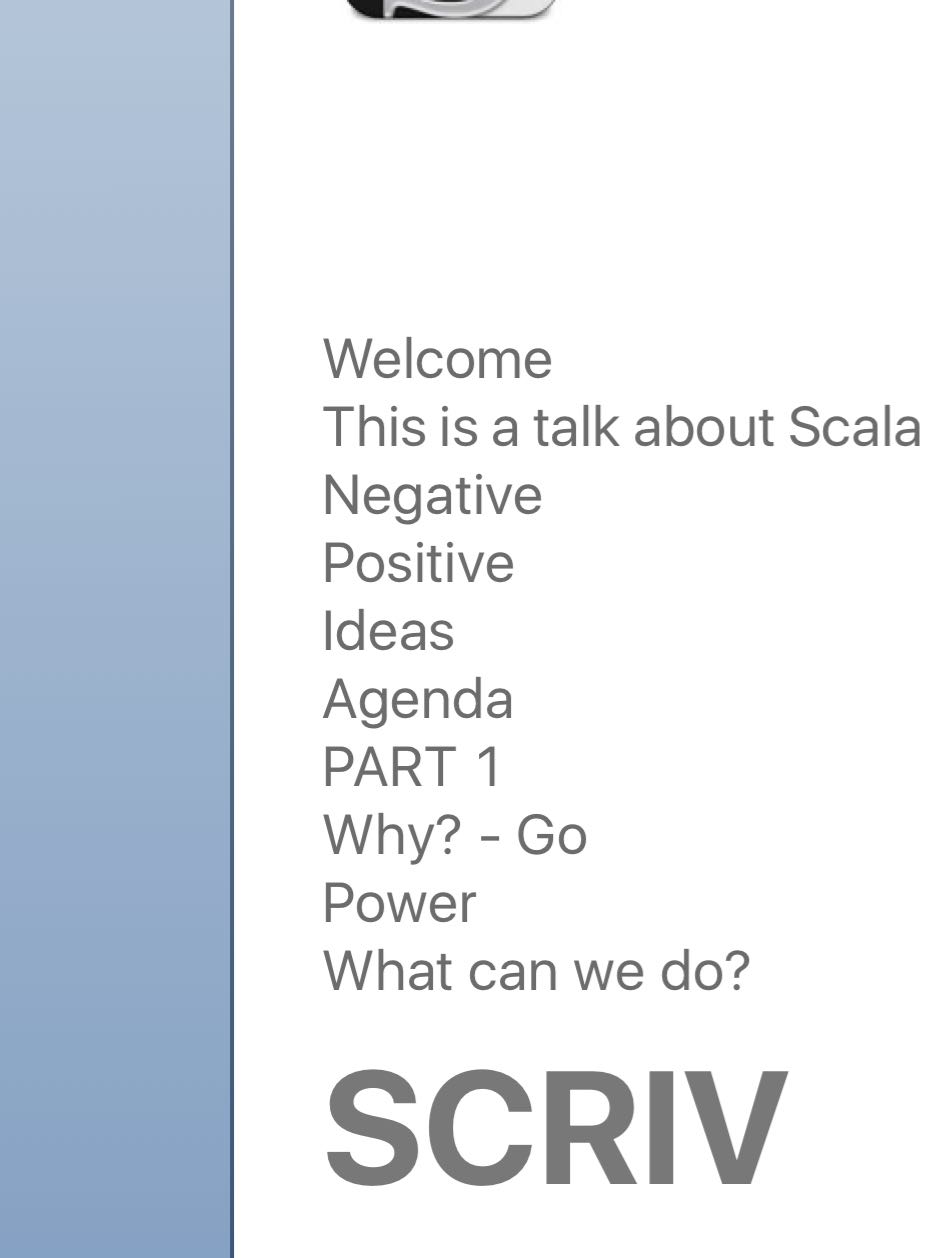 Welcome
This is a talk about Scala
Negative
Positive
Ideas
Agenda
PART 1
Why? - Go
Power
What can we do?
SCRIV